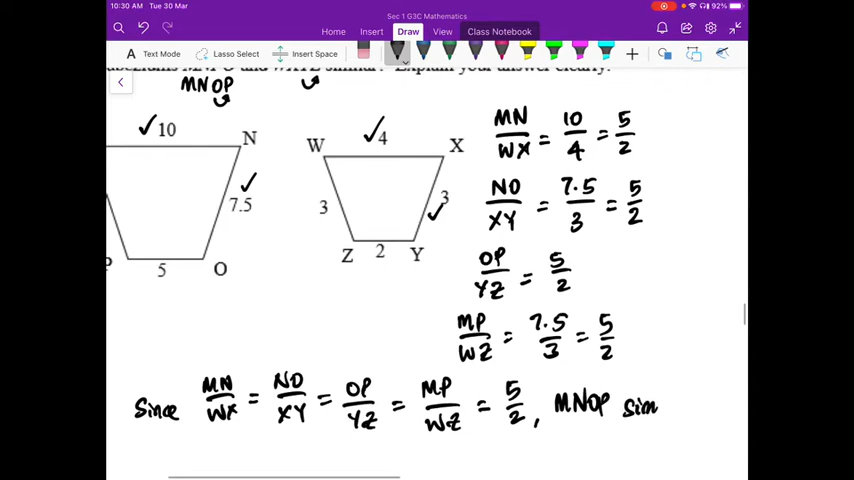 10:30 AM Tue 30 Mar
92%
Sec 1 G3C Mathematics
Home Insert Draw View Class Notebook
A Text Mode Lasso Select Insert Space
and similar? Explain your answer clearly.
MNOP
10 N
7.5
5 O
W 4 X
3 3
Z 2 Y
MN/WX = 10/4 = 5/2
NO/XY = 7.5/3 = 5/2
OP/YZ = 5/2
MP/WZ = 7.5/3 = 5/2
Since MN/WX = NO/XY = OP/YZ = MP/WZ = 5/2, MNOP sim